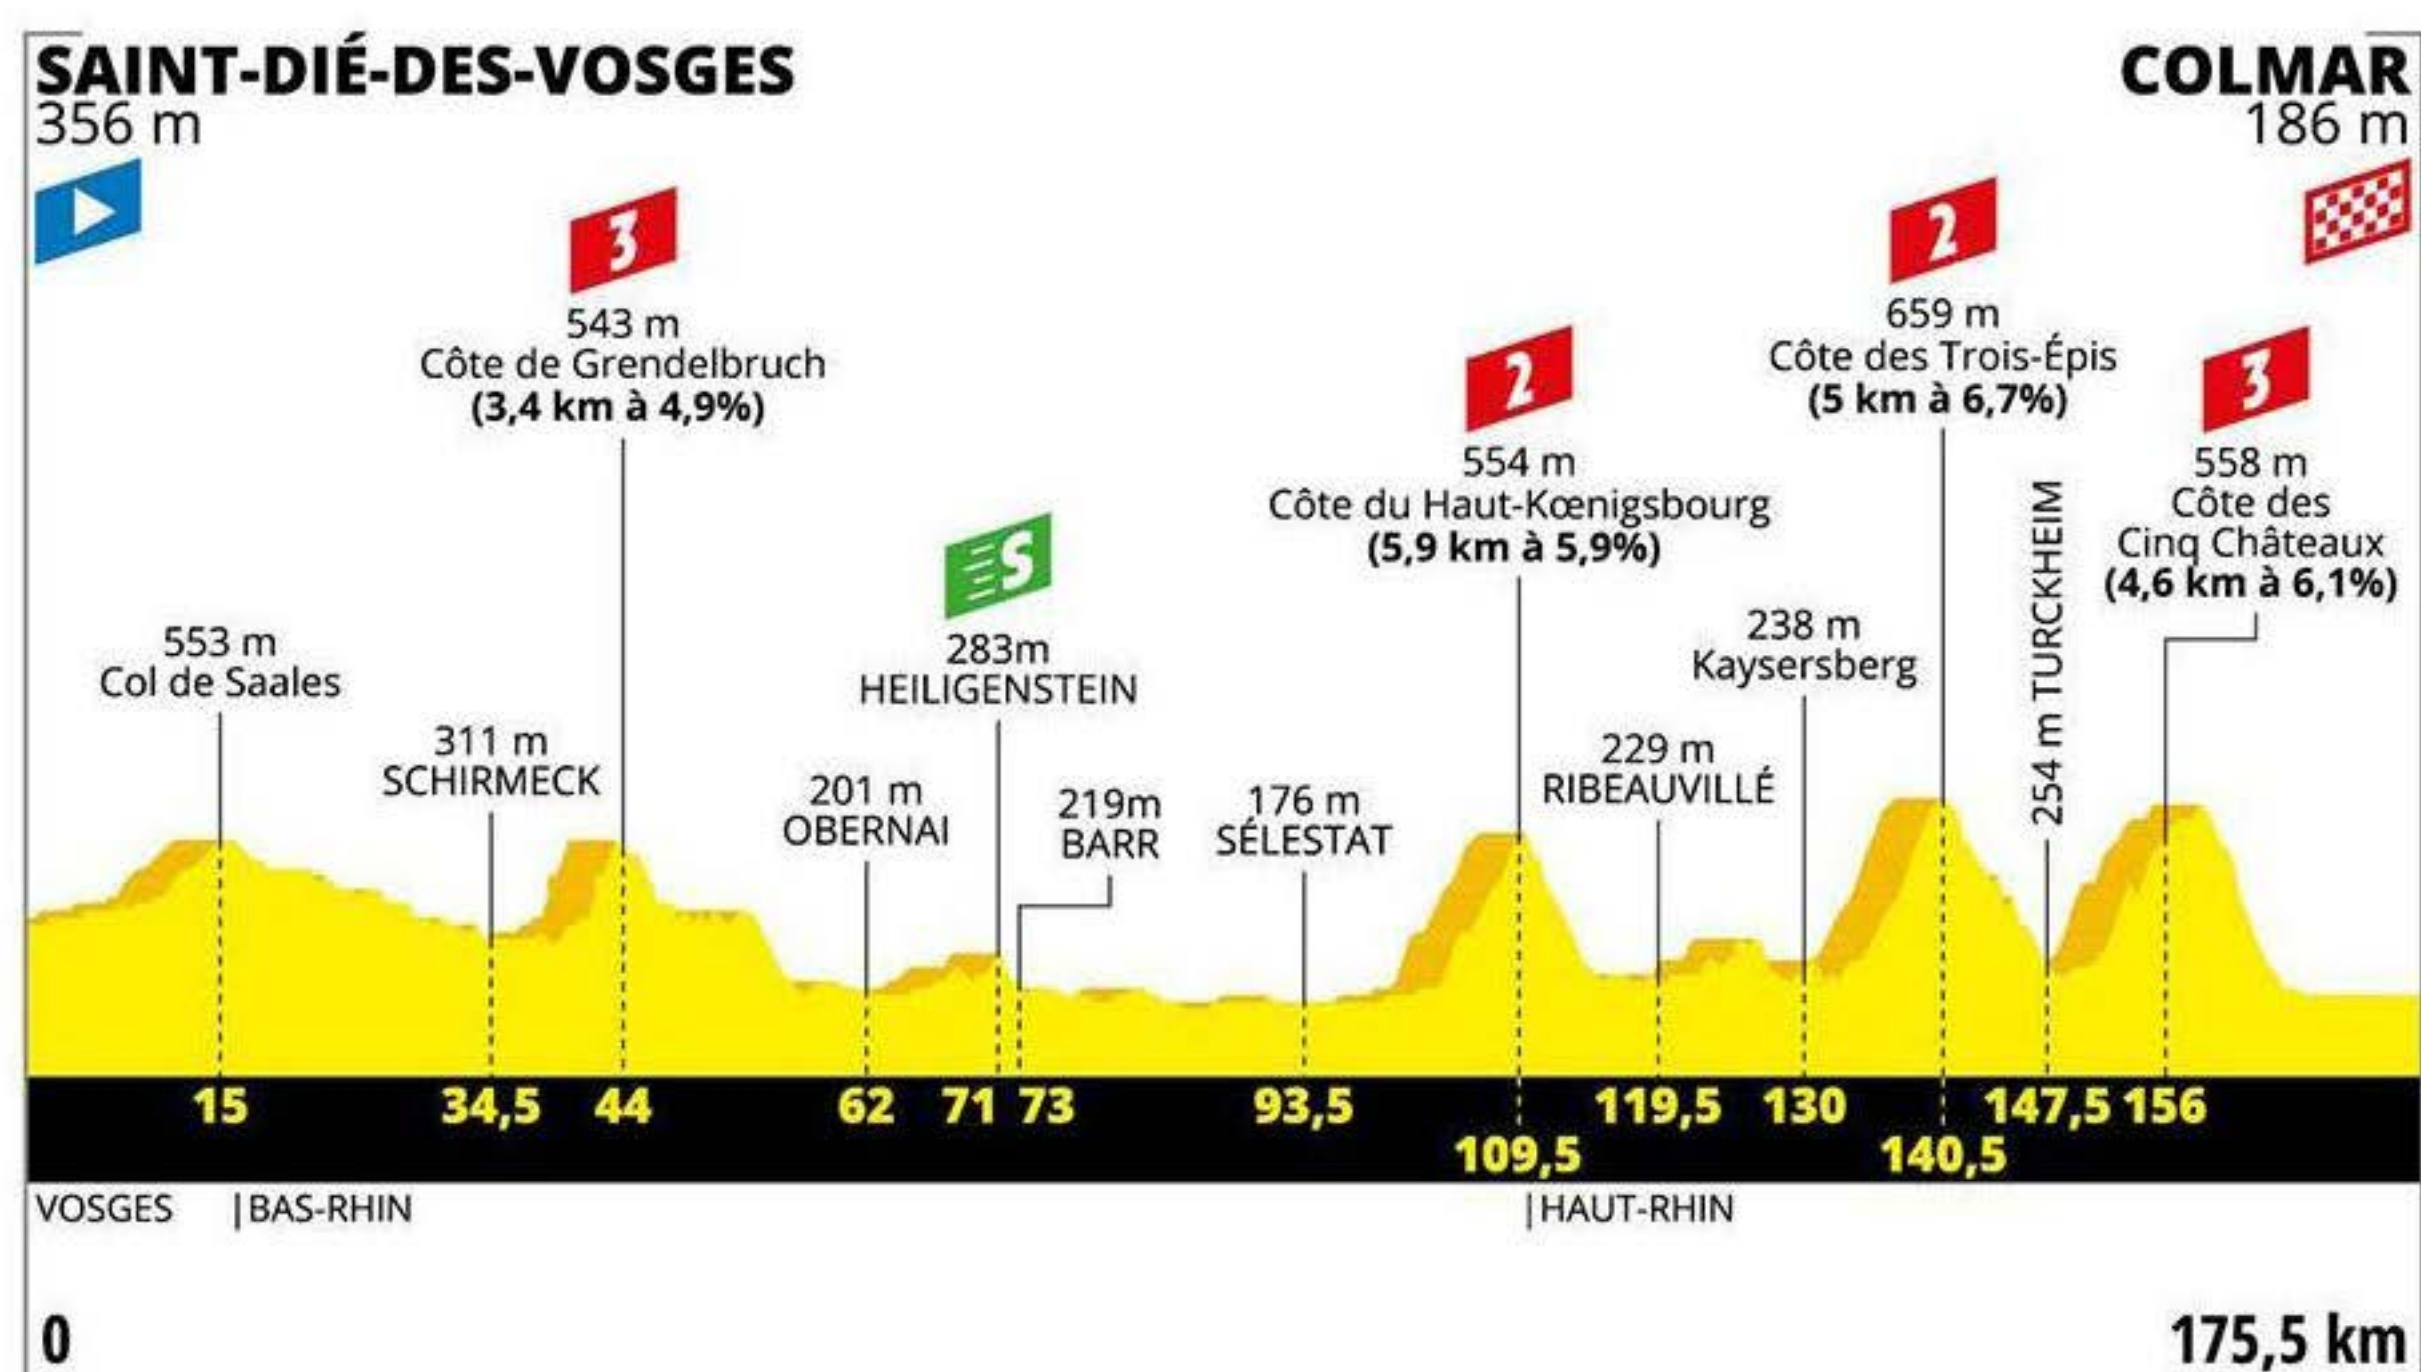 SAINT-DIÉ-DES-VOSGES
356 m
COLMAR
186 m
3
543 m
Côte de Grendelbruch
(3,4 km à 4,9%)
2
659 m
Côte des Trois-Épis
(5 km à 6,7%)
2
554 m
Côte du Haut-Kœnigsbourg
(5,9 km à 5,9%)
3
558 m
Côte des
Cinq Châteaux
(4,6 km à 6,1%)
S
283m
HEILIGENSTEIN
553 m
Col de Saales
311 m
SCHIRMECK
201 m
OBERNAI
219m
BARR
176 m
SÉLESTAT
229 m
RIBEAUVILLÉ
238 m
Kaysersberg
254 m TURCKHEIM
15
34,5
44
62
71
73
93,5
109,5
119,5
130
140,5
147,5
156
VOSGES
|BAS-RHIN
|HAUT-RHIN
0
175,5 km